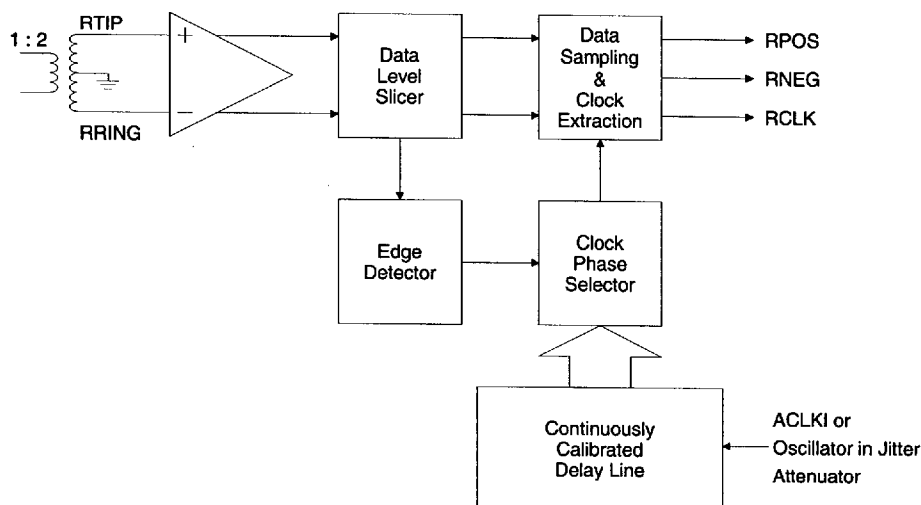 1 : 2
RTIP
+
−
RRING
Data
Level
Slicer
Data
Sampling
&
Clock
Extraction
RPOS
RNEG
RCLK
Edge
Detector
Clock
Phase
Selector
Continuously
Calibrated
Delay Line
ACLKI or
Oscillator in Jitter
Attenuator